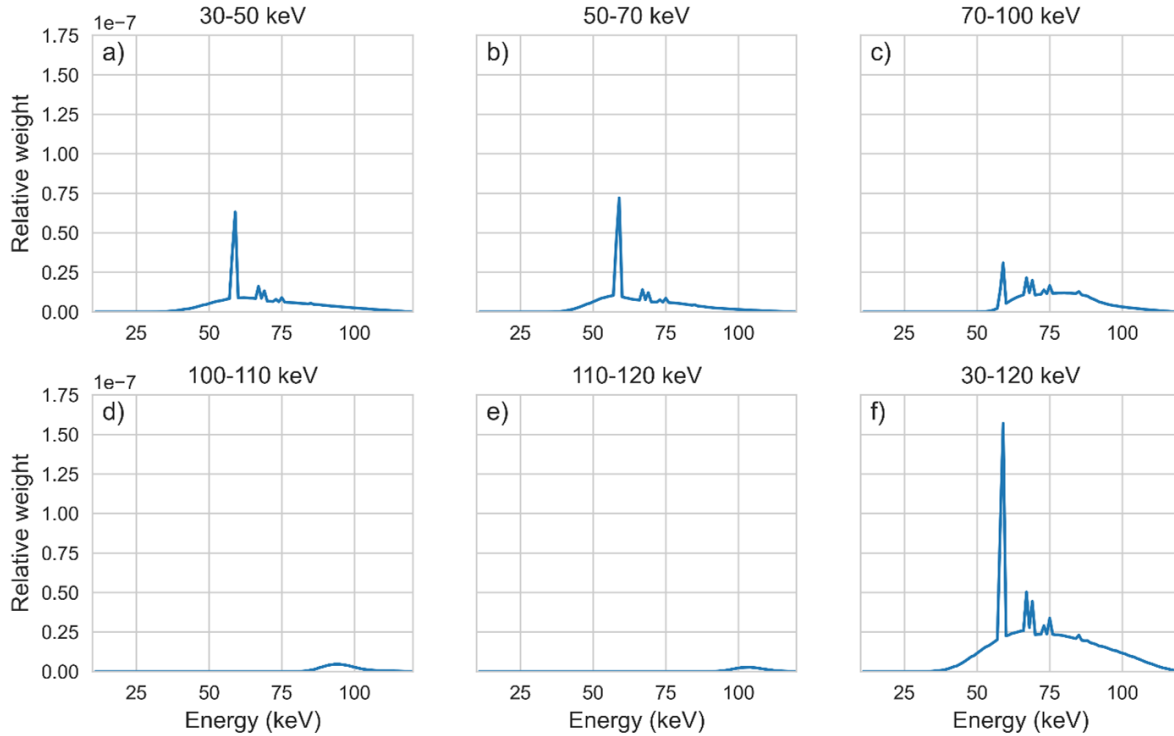 30-50 keV
50-70 keV
70-100 keV
1e−7
1.75
1.50
1.25
1.00
0.75
0.50
0.25
0.00
Relative weight
a)
b)
c)
25 50 75 100
25 50 75 100
25 50 75 100
100-110 keV
110-120 keV
30-120 keV
1e−7
1.75
1.50
1.25
1.00
0.75
0.50
0.25
0.00
Relative weight
d)
e)
f)
25 50 75 100
25 50 75 100
25 50 75 100
Energy (keV)
Energy (keV)
Energy (keV)